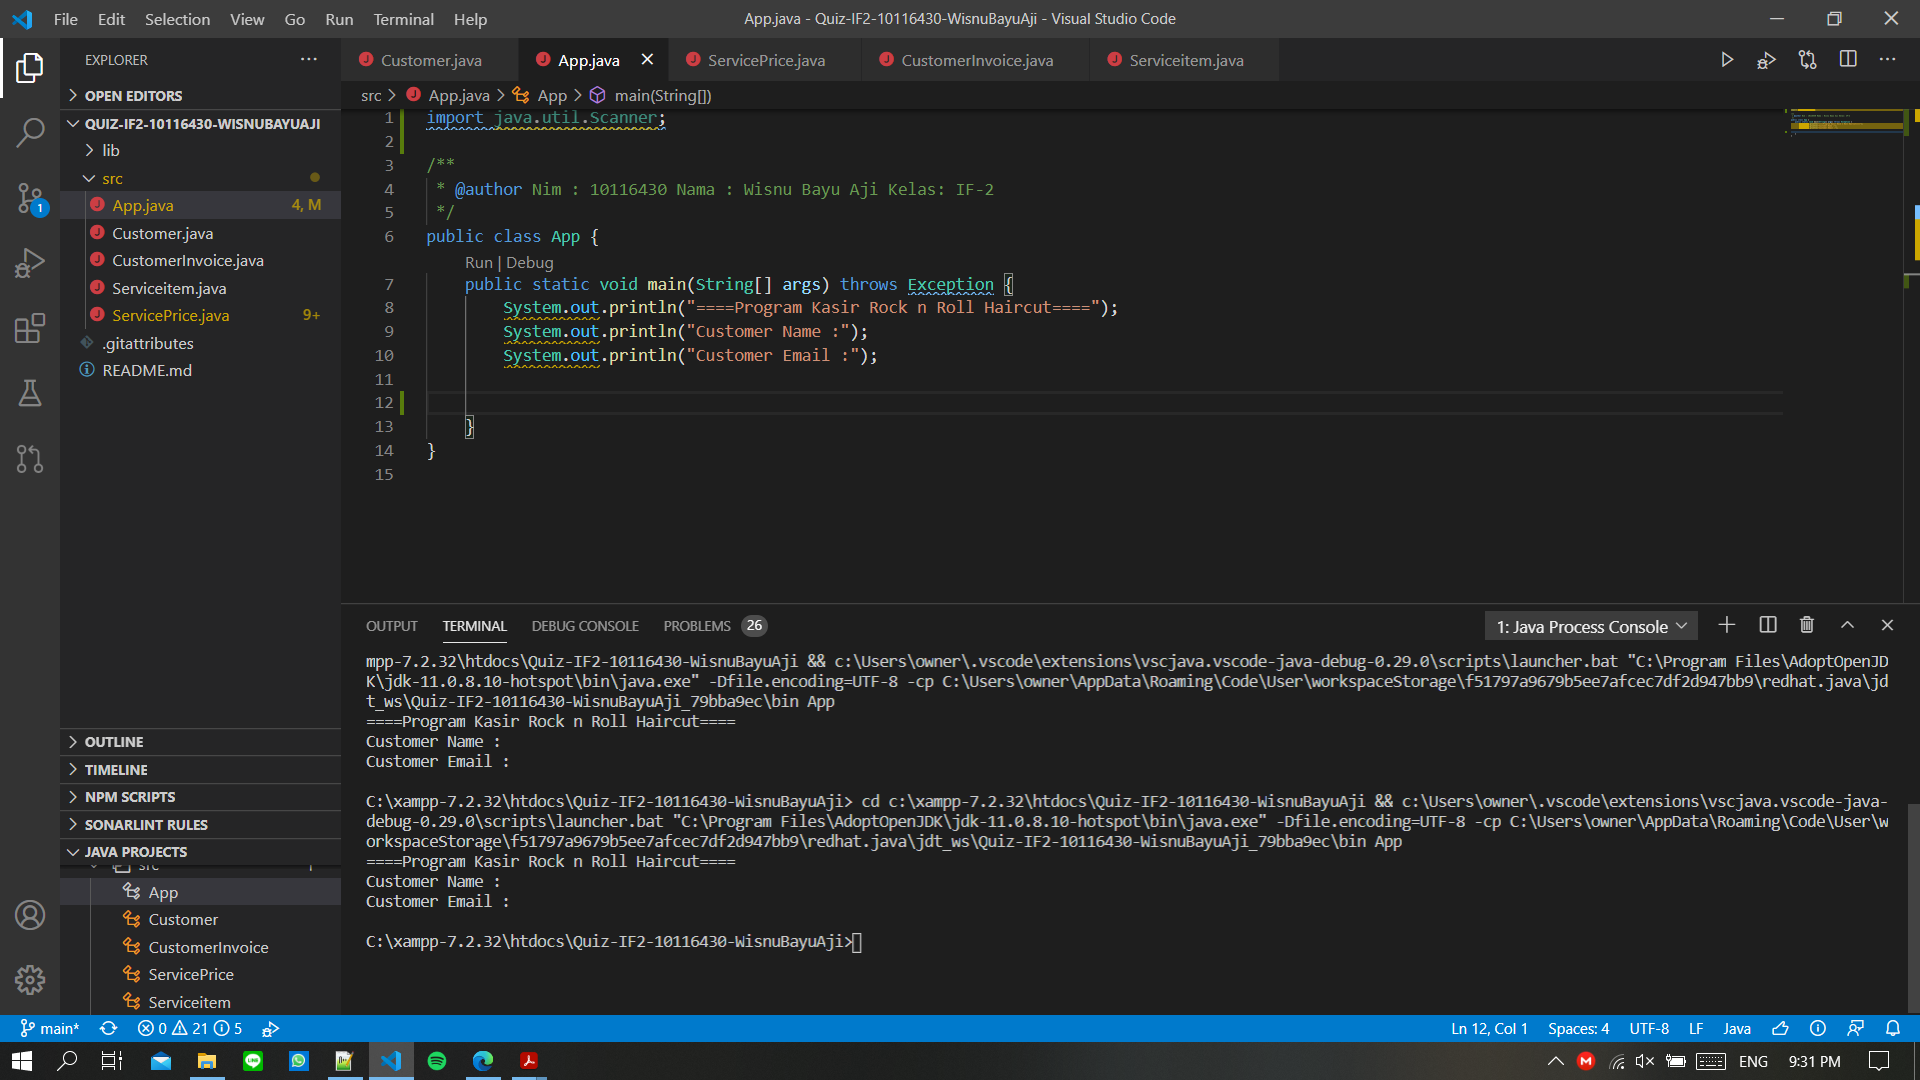 File Edit Selection View Go Run Terminal Help
App.java - Quiz-IF2-10116430-WisnuBayuAji - Visual Studio Code
EXPLORER
Customer.java
App.java
ServicePrice.java
CustomerInvoice.java
Serviceitem.java
OPEN EDITORS
QUIZ-IF2-10116430-WISNUBAYUAJI
lib
src
App.java 4, M
Customer.java
CustomerInvoice.java
Serviceitem.java
ServicePrice.java 9+
.gitattributes
README.md
1
OUTLINE
TIMELINE
NPM SCRIPTS
SONARLINT RULES
JAVA PROJECTS
src
App
Customer
CustomerInvoice
ServicePrice
Serviceitem
src > App.java > App > main(String[])
1 import java.util.Scanner;
2
3 /**
4 * @author Nim : 10116430 Nama : Wisnu Bayu Aji Kelas: IF-2
5 */
6 public class App {
Run | Debug
7 public static void main(String[] args) throws Exception {
8 System.out.println("====Program Kasir Rock n Roll Haircut====");
9 System.out.println("Customer Name :");
10 System.out.println("Customer Email :");
11
12
13 }
14 }
15
OUTPUT TERMINAL DEBUG CONSOLE PROBLEMS 26
1: Java Process Console
mpp-7.2.32\htdocs\Quiz-IF2-10116430-WisnuBayuAji && c:\Users\owner\.vscode\extensions\vscjava.vscode-java-debug-0.29.0\scripts\launcher.bat "C:\Program Files\AdoptOpenJD
K\jdk-11.0.8.10-hotspot\bin\java.exe" -Dfile.encoding=UTF-8 -cp C:\Users\owner\AppData\Roaming\Code\User\workspaceStorage\f51797a9679b5ee7afcec7df2d947bb9\redhat.java\jd
t_ws\Quiz-IF2-10116430-WisnuBayuAji_79bba9ec\bin App
====Program Kasir Rock n Roll Haircut====
Customer Name :
Customer Email :
C:\xampp-7.2.32\htdocs\Quiz-IF2-10116430-WisnuBayuAji> cd c:\xampp-7.2.32\htdocs\Quiz-IF2-10116430-WisnuBayuAji && c:\Users\owner\.vscode\extensions\vscjava.vscode-java-
debug-0.29.0\scripts\launcher.bat "C:\Program Files\AdoptOpenJDK\jdk-11.0.8.10-hotspot\bin\java.exe" -Dfile.encoding=UTF-8 -cp C:\Users\owner\AppData\Roaming\Code\User\w
orkspaceStorage\f51797a9679b5ee7afcec7df2d947bb9\redhat.java\jdt_ws\Quiz-IF2-10116430-WisnuBayuAji_79bba9ec\bin App
====Program Kasir Rock n Roll Haircut====
Customer Name :
Customer Email :
C:\xampp-7.2.32\htdocs\Quiz-IF2-10116430-WisnuBayuAji>
main* 0 21 5
Ln 12, Col 1 Spaces: 4 UTF-8 LF Java
ENG 9:31 PM